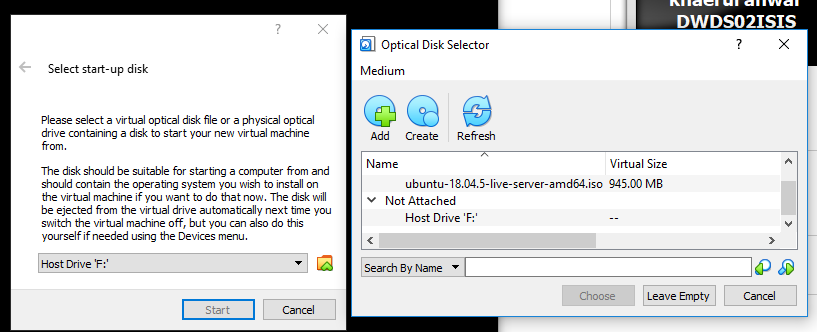 khaerul anwar
DWDS02ISIS
?
Select start-up disk
Please select a virtual optical disk file or a physical optical
drive containing a disk to start your new virtual machine
from.
The disk should be suitable for starting a computer from and
should contain the operating system you wish to install on
the virtual machine if you want to do that now. The disk will
be ejected from the virtual drive automatically next time you
switch the virtual machine off, but you can also do this
yourself if needed using the Devices menu.
Host Drive 'F:'
Start
Cancel
Optical Disk Selector
?
Medium
Add
Create
Refresh
Name
Virtual Size
ubuntu-18.04.5-live-server-amd64.iso
945.00 MB
Not Attached
Host Drive 'F:'
--
Search By Name
Choose
Leave Empty
Cancel